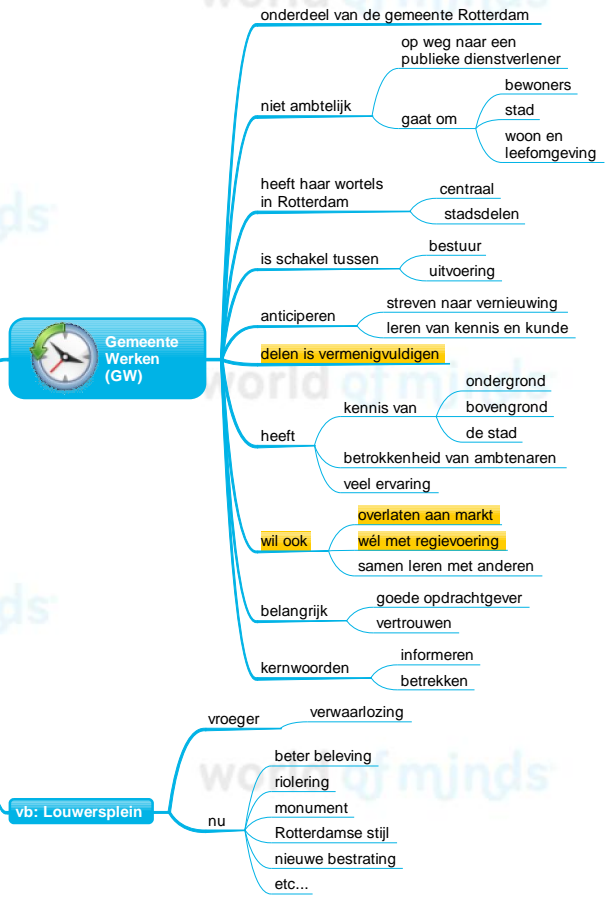 onderdeel van de gemeente Rotterdam
op weg naar een
publieke dienstverlener
niet ambtelijk
gaat om
bewoners
stad
woon en
leefomgeving
heeft haar wortels
in Rotterdam
centraal
stadsdelen
is schakel tussen
bestuur
uitvoering
Gemeente
Werken
(GW)
anticiperen
streven naar vernieuwing
leren van kennis en kunde
delen is vermenigvuldigen
heeft
kennis van
ondergrond
bovengrond
de stad
betrokkenheid van ambtenaren
veel ervaring
wil ook
overlaten aan markt
wél met regievoering
samen leren met anderen
belangrijk
goede opdrachtgever
vertrouwen
kernwoorden
informeren
betrekken
vb: Louwersplein
vroeger
verwaarlozing
nu
beter beleving
riolering
monument
Rotterdamse stijl
nieuwe bestrating
etc...
world of minds
world of minds
ds
ds